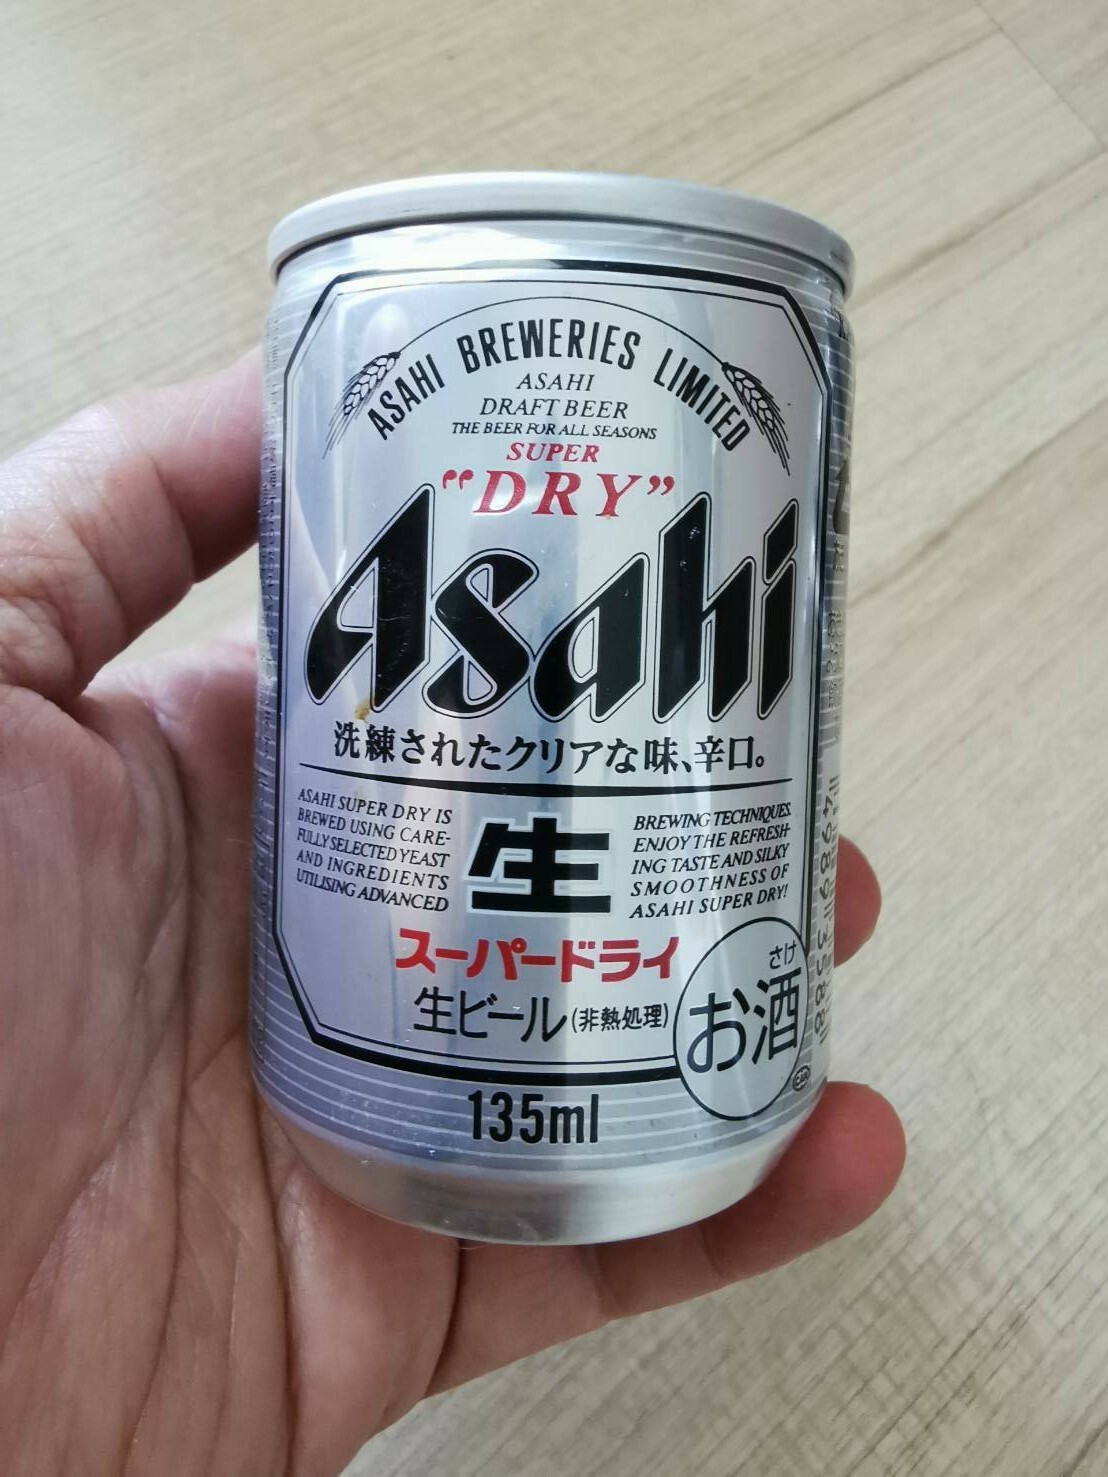 ASAHI BREWERIES LIMITED
ASAHI
DRAFT BEER
THE BEER FOR ALL SEASONS
SUPER
"DRY"
Asahi
洗練されたクリアな味、辛口。
ASAHI SUPER DRY IS
BREWED USING CARE-
FULLY SELECTED YEAST
AND INGREDIENTS
UTILISING ADVANCED
生
BREWING TECHNIQUES.
ENJOY THE REFRESH-
ING TASTE AND SILKY
SMOOTHNESS OF
ASAHI SUPER DRY!
スーパードライ
生ビール(非熱処理)
さけ
お酒
135ml